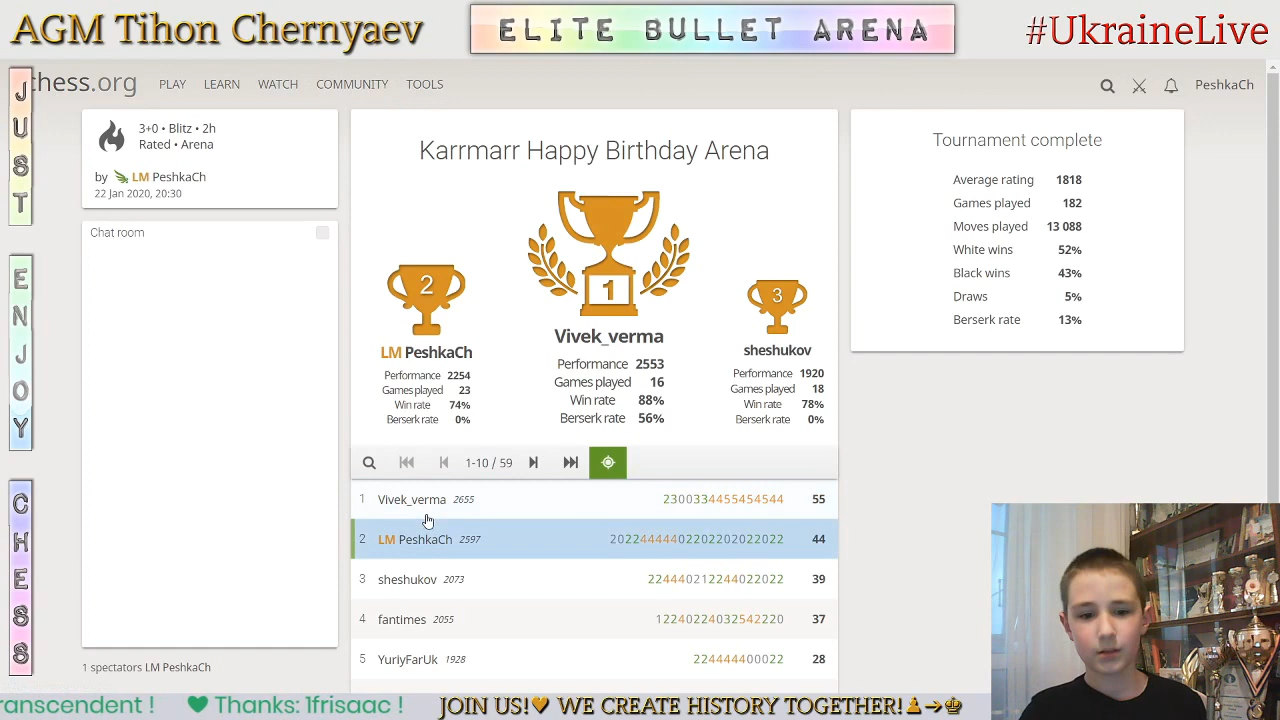 AGM Tihon Chernyaev
ELITE BULLET ARENA
#UkraineLive
JUST
ENJOY
CHESS
chess.org
PLAY LEARN WATCH COMMUNITY TOOLS
PeshkaCh
3+0 • Blitz • 2h
Rated • Arena
by LM PeshkaCh
22 Jan 2020, 20:30
Chat room
1 spectators LM PeshkaCh
Karrmarr Happy Birthday Arena
2
LM PeshkaCh
Performance 2254
Games played 23
Win rate 74%
Berserk rate 0%
1
Vivek_verma
Performance 2553
Games played 16
Win rate 88%
Berserk rate 56%
3
sheshukov
Performance 1920
Games played 18
Win rate 78%
Berserk rate 0%
1-10 / 59
1 Vivek_verma 2655 2300334455454544 55
2 LM PeshkaCh 2597 20224444402202202022022 44
3 sheshukov 2073 224440212244022022 39
4 fantimes 2055 1224022403254220 37
5 YuriyFarUk 1928 22444440022 28
Tournament complete
Average rating 1818
Games played 182
Moves played 13 088
White wins 52%
Black wins 43%
Draws 5%
Berserk rate 13%
ranscendent ! Thanks: 1frisaac !
JOIN US!♥ WE CREATE HISTORY TOGETHER!♟→♚